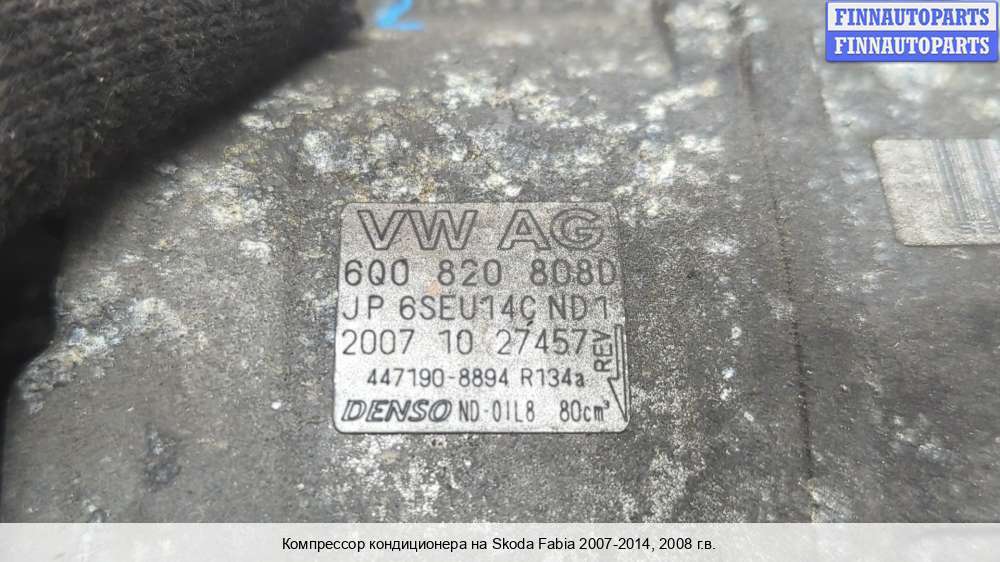 2
FINNAUTOPARTS
FINNAUTOPARTS
VW AG
6Q0 820 808D
JP 6SEU14C ND1
2007 10 27457
REV
447190-8894 R134a
DENSO ND-OIL8 80cm³
Компрессор кондиционера на Skoda Fabia 2007-2014, 2008 г.в.